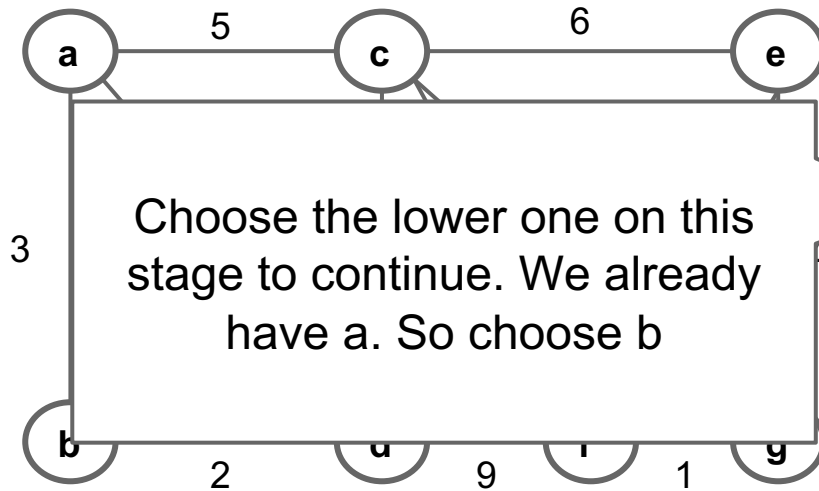 5
6
a
c
e
Choose the lower one on this
stage to continue. We already
have a. So choose b
3
b
d
g
2
9
1